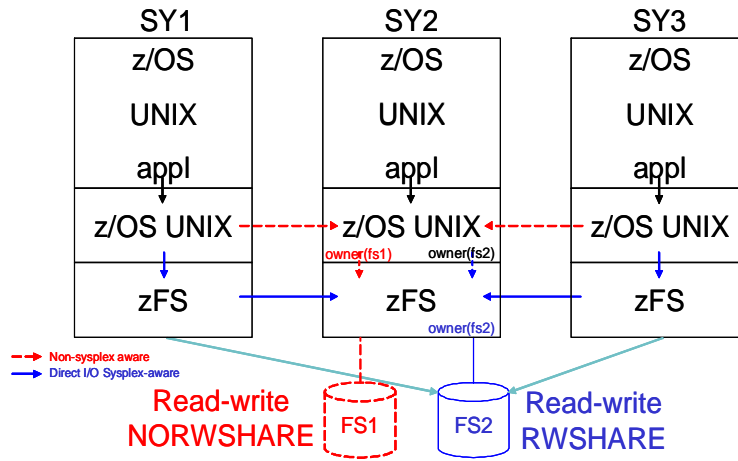 SY1 SY2 SY3
z/OS z/OS z/OS
UNIX UNIX UNIX
appl appl appl
z/OS UNIX z/OS UNIX z/OS UNIX
owner(fs1) owner(fs2)
zFS zFS zFS
owner(fs2)
Non-sysplex aware
Direct I/O Sysplex-aware
Read-write
NORWSHARE
FS1
FS2
Read-write
RWSHARE